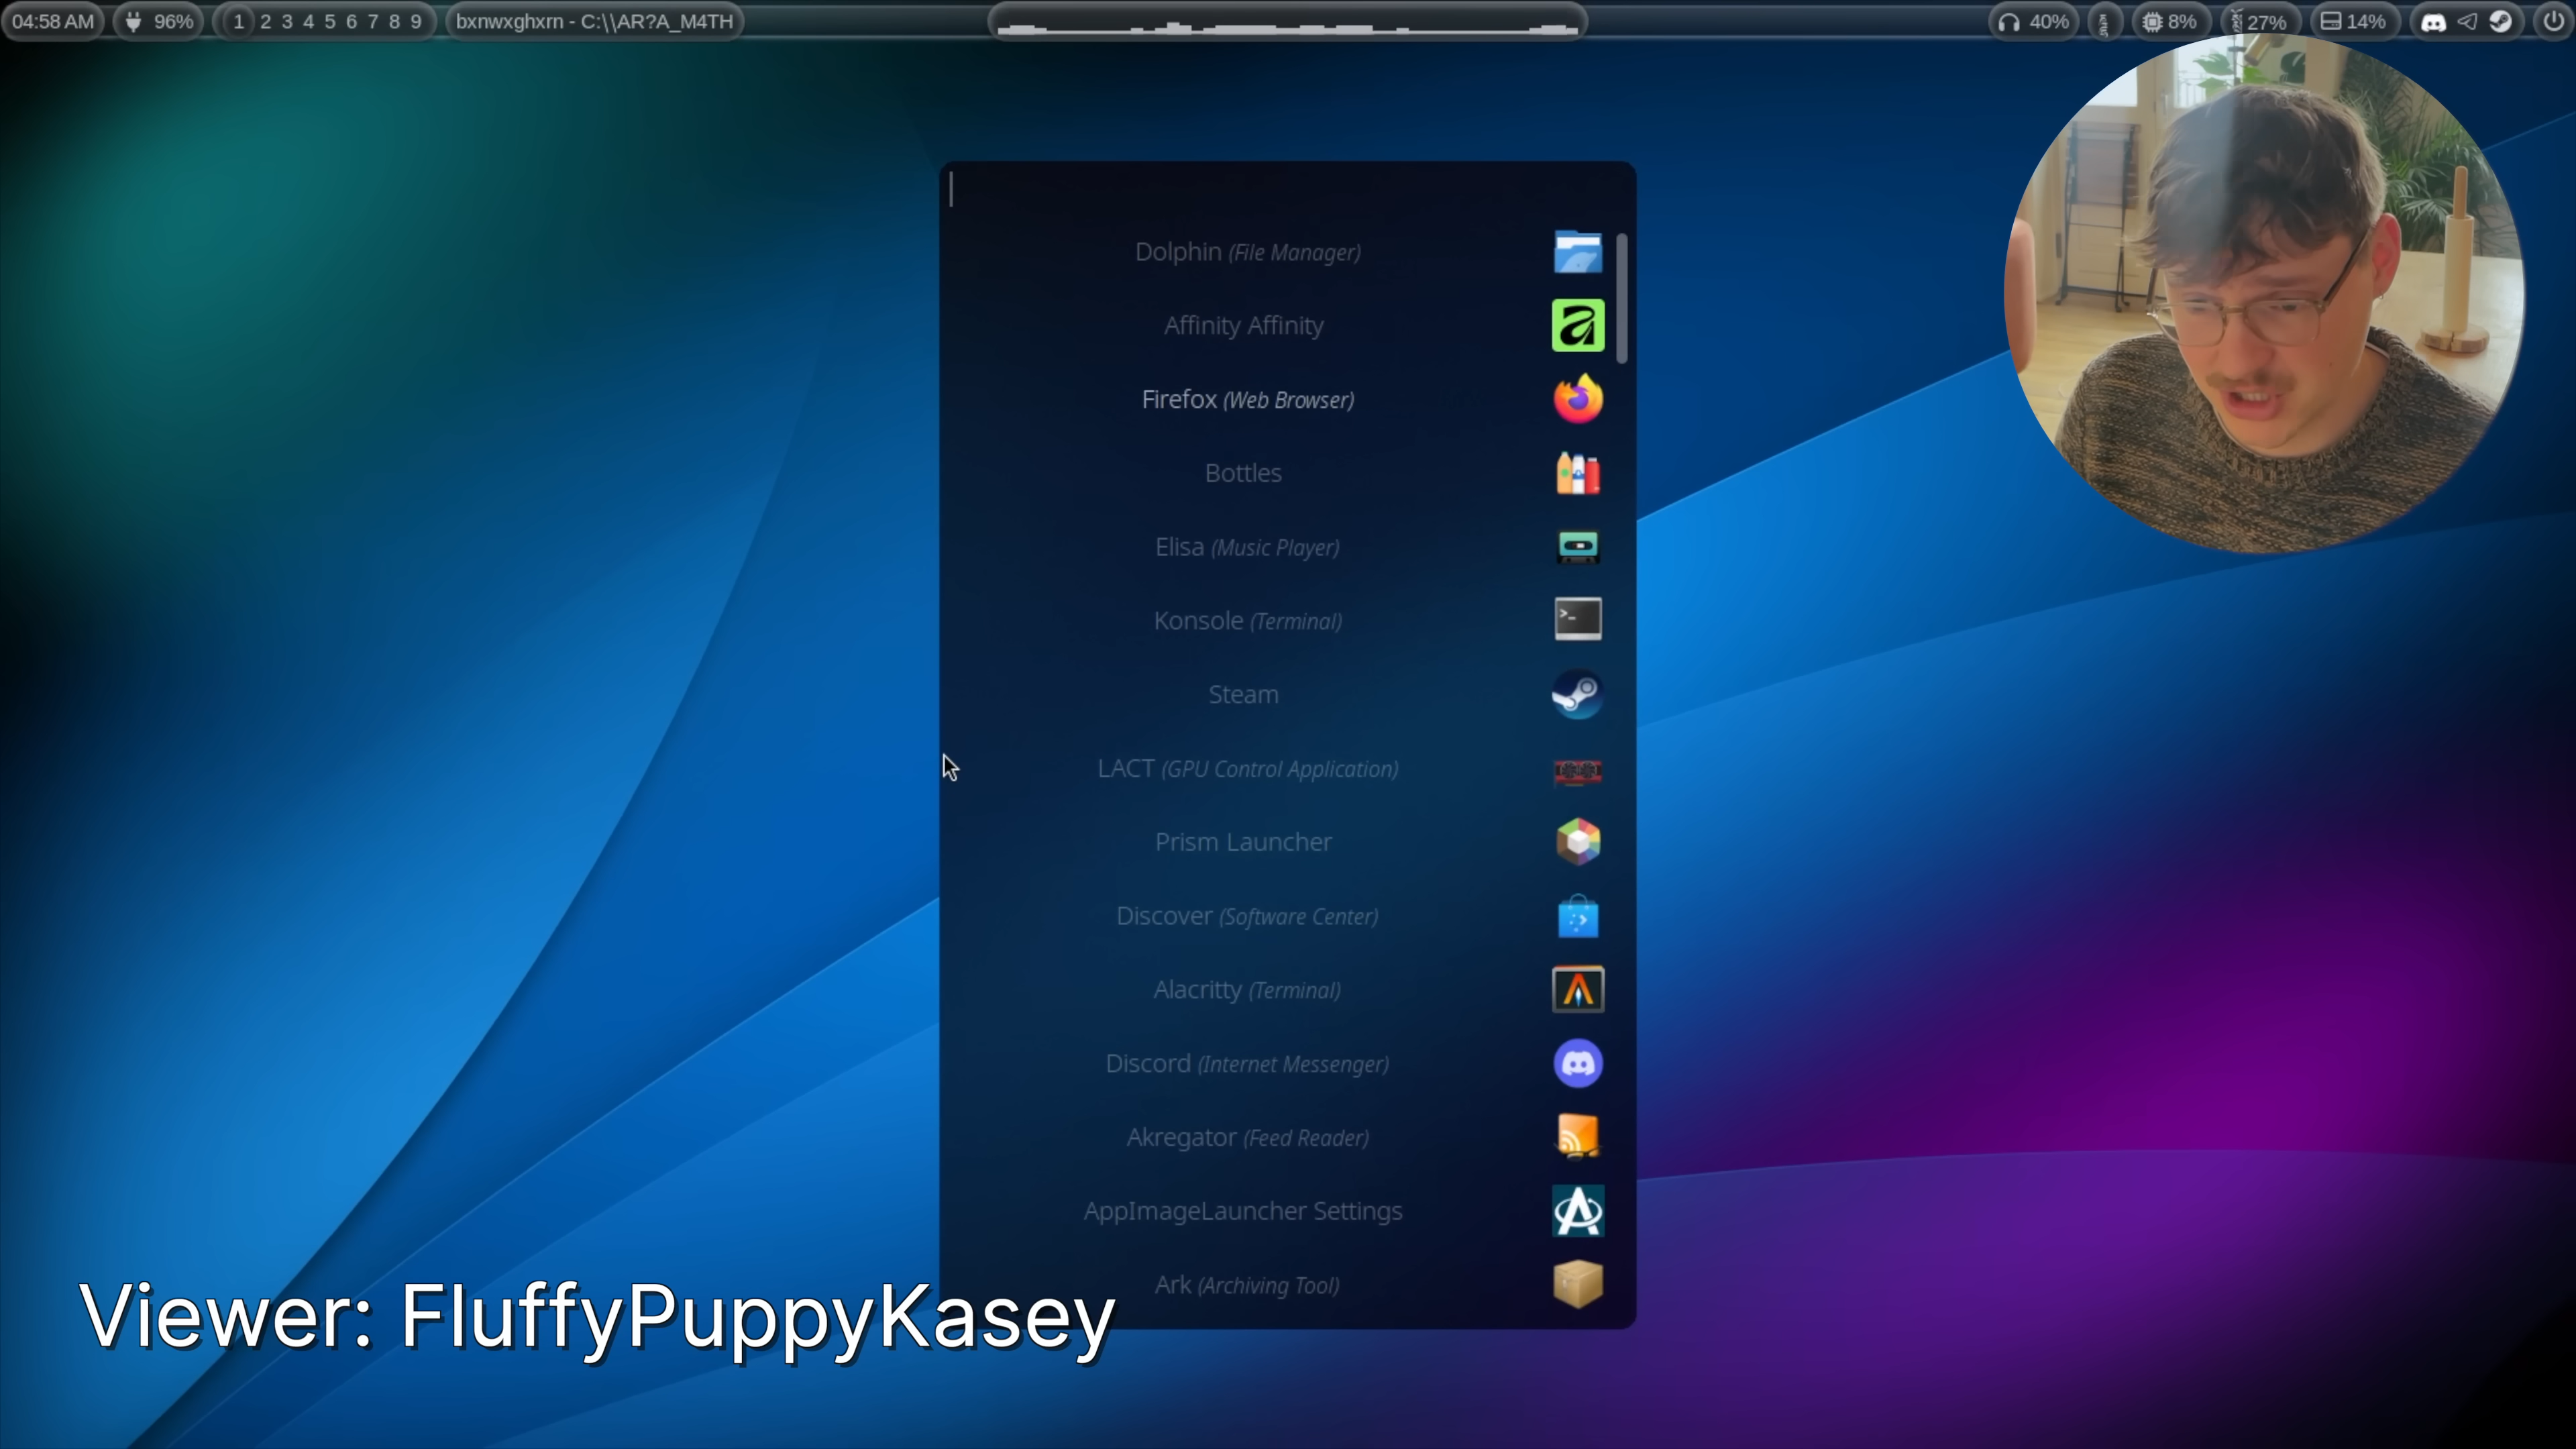 04:58 AM 96% 1 2 3 4 5 6 7 8 9 bxnwxghxrn - C:\\AR?A_M4TH 40% 8% 27% 14%
Dolphin (File Manager)
Affinity Affinity
Firefox (Web Browser)
Bottles
Elisa (Music Player)
Konsole (Terminal)
Steam
LACT (GPU Control Application)
Prism Launcher
Discover (Software Center)
Alacritty (Terminal)
Discord (Internet Messenger)
Akregator (Feed Reader)
AppImageLauncher Settings
Ark (Archiving Tool)
Viewer: FluffyPuppyKasey